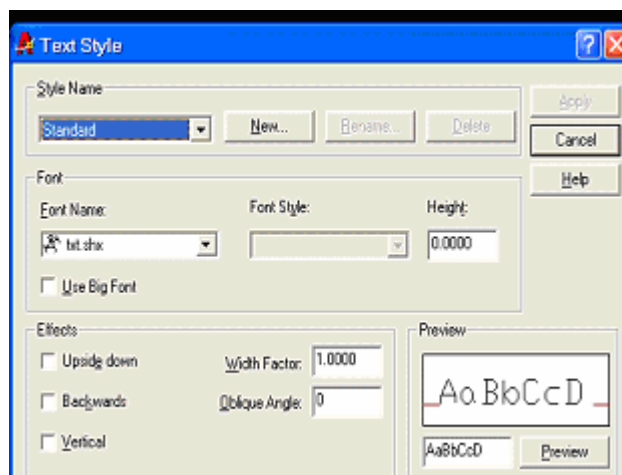 Text Style
Style Name
Standard
New...
Rename...
Delete
Apply
Cancel
Help
Font
Font Name:
Font Style:
Height:
txt.shx
0.0000
Use Big Font
Effects
Upside down
Width Factor:
1.0000
Backwards
Oblique Angle:
0
Vertical
Preview
AaBbCcD
AaBbCcD
Preview